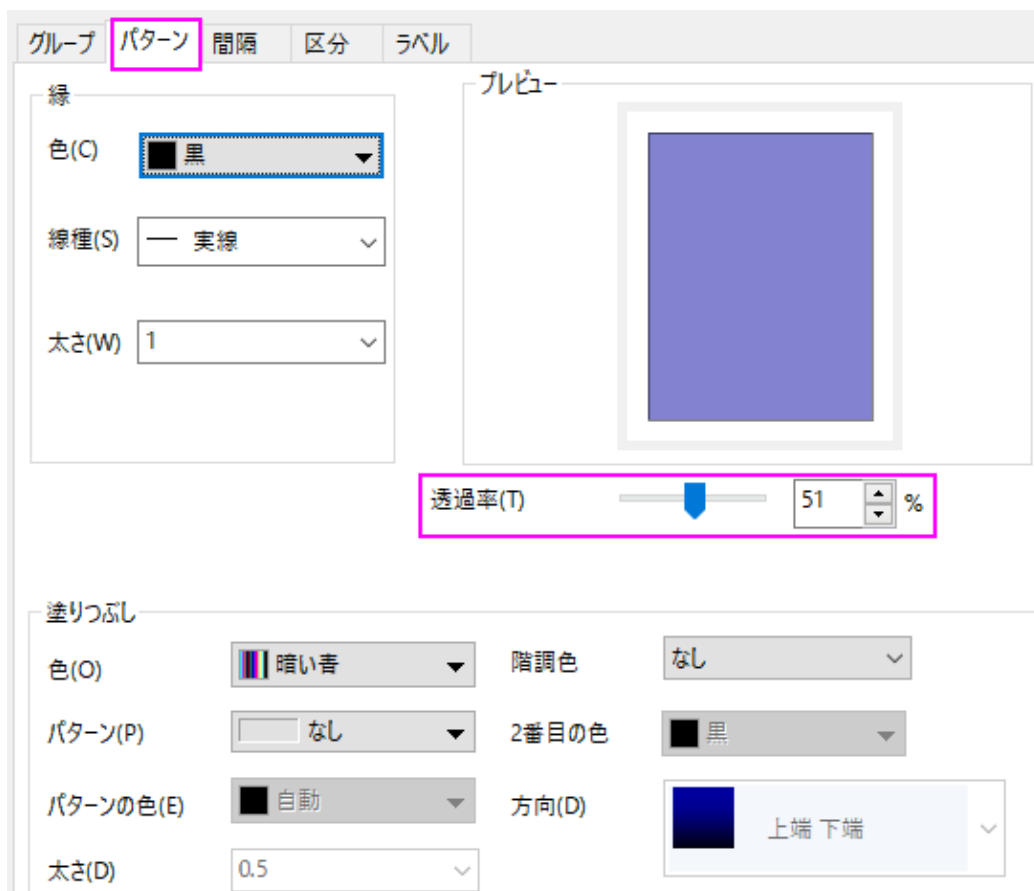 グループ パターン 間隔 区分 ラベル
縁
色(C) 黒
線種(S) 実線
太さ(W) 1
プレビュー
透過率(T) 51 %
塗りつぶし
色(O) 暗い青
パターン(P) なし
パターンの色(E) 自動
太さ(D) 0.5
階調色 なし
2番目の色 黒
方向(D) 上端 下端